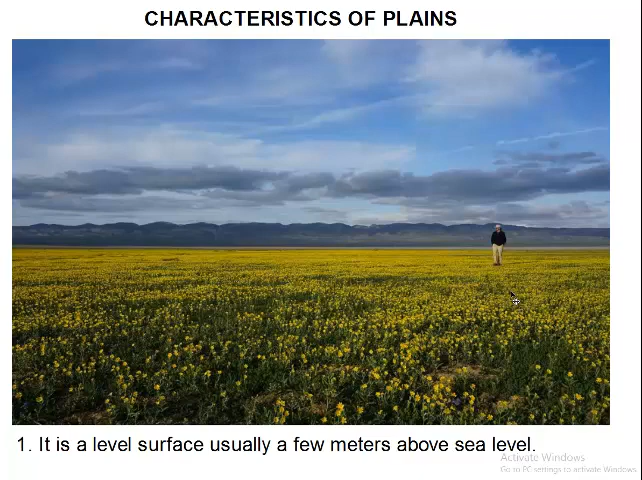 CHARACTERISTICS OF PLAINS
1. It is a level surface usually a few meters above sea level.
Activate Windows
Go to PC settings to activate Windows.